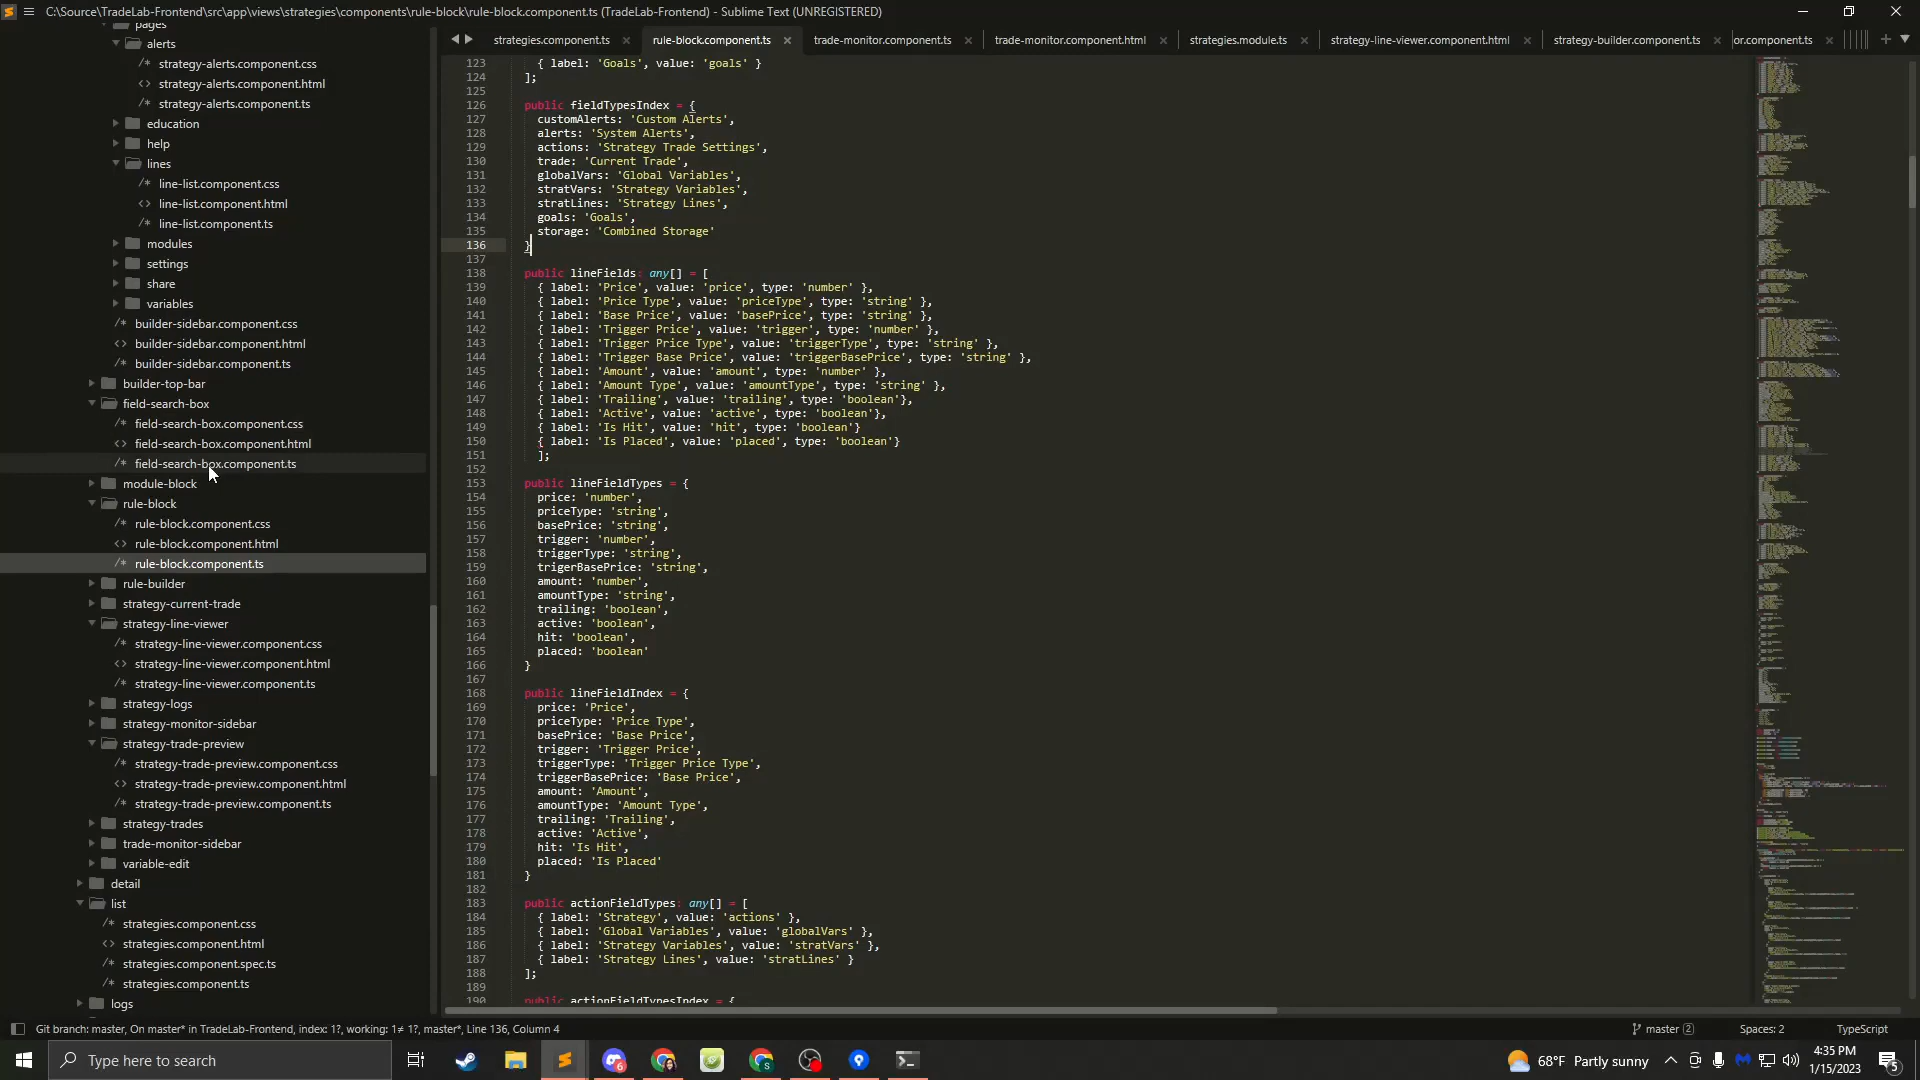 C:\Source\TradeLab-Frontend\src\app\views\strategies\components\rule-block\rule-block.component.ts (TradeLab-Frontend) - Sublime Text (UNREGISTERED)
pages
alerts
/* strategy-alerts.component.css
<> strategy-alerts.component.html
/* strategy-alerts.component.ts
education
help
lines
/* line-list.component.css
<> line-list.component.html
/* line-list.component.ts
modules
settings
share
variables
/* builder-sidebar.component.css
<> builder-sidebar.component.html
/* builder-sidebar.component.ts
builder-top-bar
field-search-box
/* field-search-box.component.css
<> field-search-box.component.html
/* field-search-box.component.ts
module-block
rule-block
/* rule-block.component.css
<> rule-block.component.html
/* rule-block.component.ts
rule-builder
strategy-current-trade
strategy-line-viewer
/* strategy-line-viewer.component.css
<> strategy-line-viewer.component.html
/* strategy-line-viewer.component.ts
strategy-logs
strategy-monitor-sidebar
strategy-trade-preview
/* strategy-trade-preview.component.css
<> strategy-trade-preview.component.html
/* strategy-trade-preview.component.ts
strategy-trades
trade-monitor-sidebar
variable-edit
detail
list
/* strategies.component.css
<> strategies.component.html
/* strategies.component.spec.ts
/* strategies.component.ts
logs
strategies.component.ts rule-block.component.ts trade-monitor.component.ts trade-monitor.component.html strategies.module.ts strategy-line-viewer.component.html strategy-builder.component.ts or.component.ts
123 { label: 'Goals', value: 'goals' }
124 ];
125
126 public fieldTypesIndex = {
127 customAlerts: 'Custom Alerts',
128 alerts: 'System Alerts',
129 actions: 'Strategy Trade Settings',
130 trade: 'Current Trade',
131 globalVars: 'Global Variables',
132 stratVars: 'Strategy Variables',
133 stratLines: 'Strategy Lines',
134 goals: 'Goals',
135 storage: 'Combined Storage'
136 }
137
138 public lineFields: any[] = [
139 { label: 'Price', value: 'price', type: 'number' },
140 { label: 'Price Type', value: 'priceType', type: 'string' },
141 { label: 'Base Price', value: 'basePrice', type: 'string' },
142 { label: 'Trigger Price', value: 'trigger', type: 'number' },
143 { label: 'Trigger Price Type', value: 'triggerType', type: 'string' },
144 { label: 'Trigger Base Price', value: 'triggerBasePrice', type: 'string' },
145 { label: 'Amount', value: 'amount', type: 'number' },
146 { label: 'Amount Type', value: 'amountType', type: 'string' },
147 { label: 'Trailing', value: 'trailing', type: 'boolean'},
148 { label: 'Active', value: 'active', type: 'boolean'},
149 { label: 'Is Hit', value: 'hit', type: 'boolean'}
150 { label: 'Is Placed', value: 'placed', type: 'boolean'}
151 ];
152
153 public lineFieldTypes = {
154 price: 'number',
155 priceType: 'string',
156 basePrice: 'string',
157 trigger: 'number',
158 triggerType: 'string',
159 trigerBasePrice: 'string',
160 amount: 'number',
161 amountType: 'string',
162 trailing: 'boolean',
163 active: 'boolean',
164 hit: 'boolean',
165 placed: 'boolean'
166 }
167
168 public lineFieldIndex = {
169 price: 'Price',
170 priceType: 'Price Type',
171 basePrice: 'Base Price',
172 trigger: 'Trigger Price',
173 triggerType: 'Trigger Price Type',
174 triggerBasePrice: 'Base Price',
175 amount: 'Amount',
176 amountType: 'Amount Type',
177 trailing: 'Trailing',
178 active: 'Active',
179 hit: 'Is Hit',
180 placed: 'Is Placed'
181 }
182
183 public actionFieldTypes: any[] = [
184 { label: 'Strategy', value: 'actions' },
185 { label: 'Global Variables', value: 'globalVars' },
186 { label: 'Strategy Variables', value: 'stratVars' },
187 { label: 'Strategy Lines', value: 'stratLines' }
188 ];
189
190 public actionFieldTypesIndex = {
Git branch: master, On master* in TradeLab-Frontend, index: 1?, working: 1≠ 1?, master*, Line 136, Column 4
master 2 Spaces: 2 TypeScript
Type here to search
68°F Partly sunny
4:35 PM
1/15/2023
5